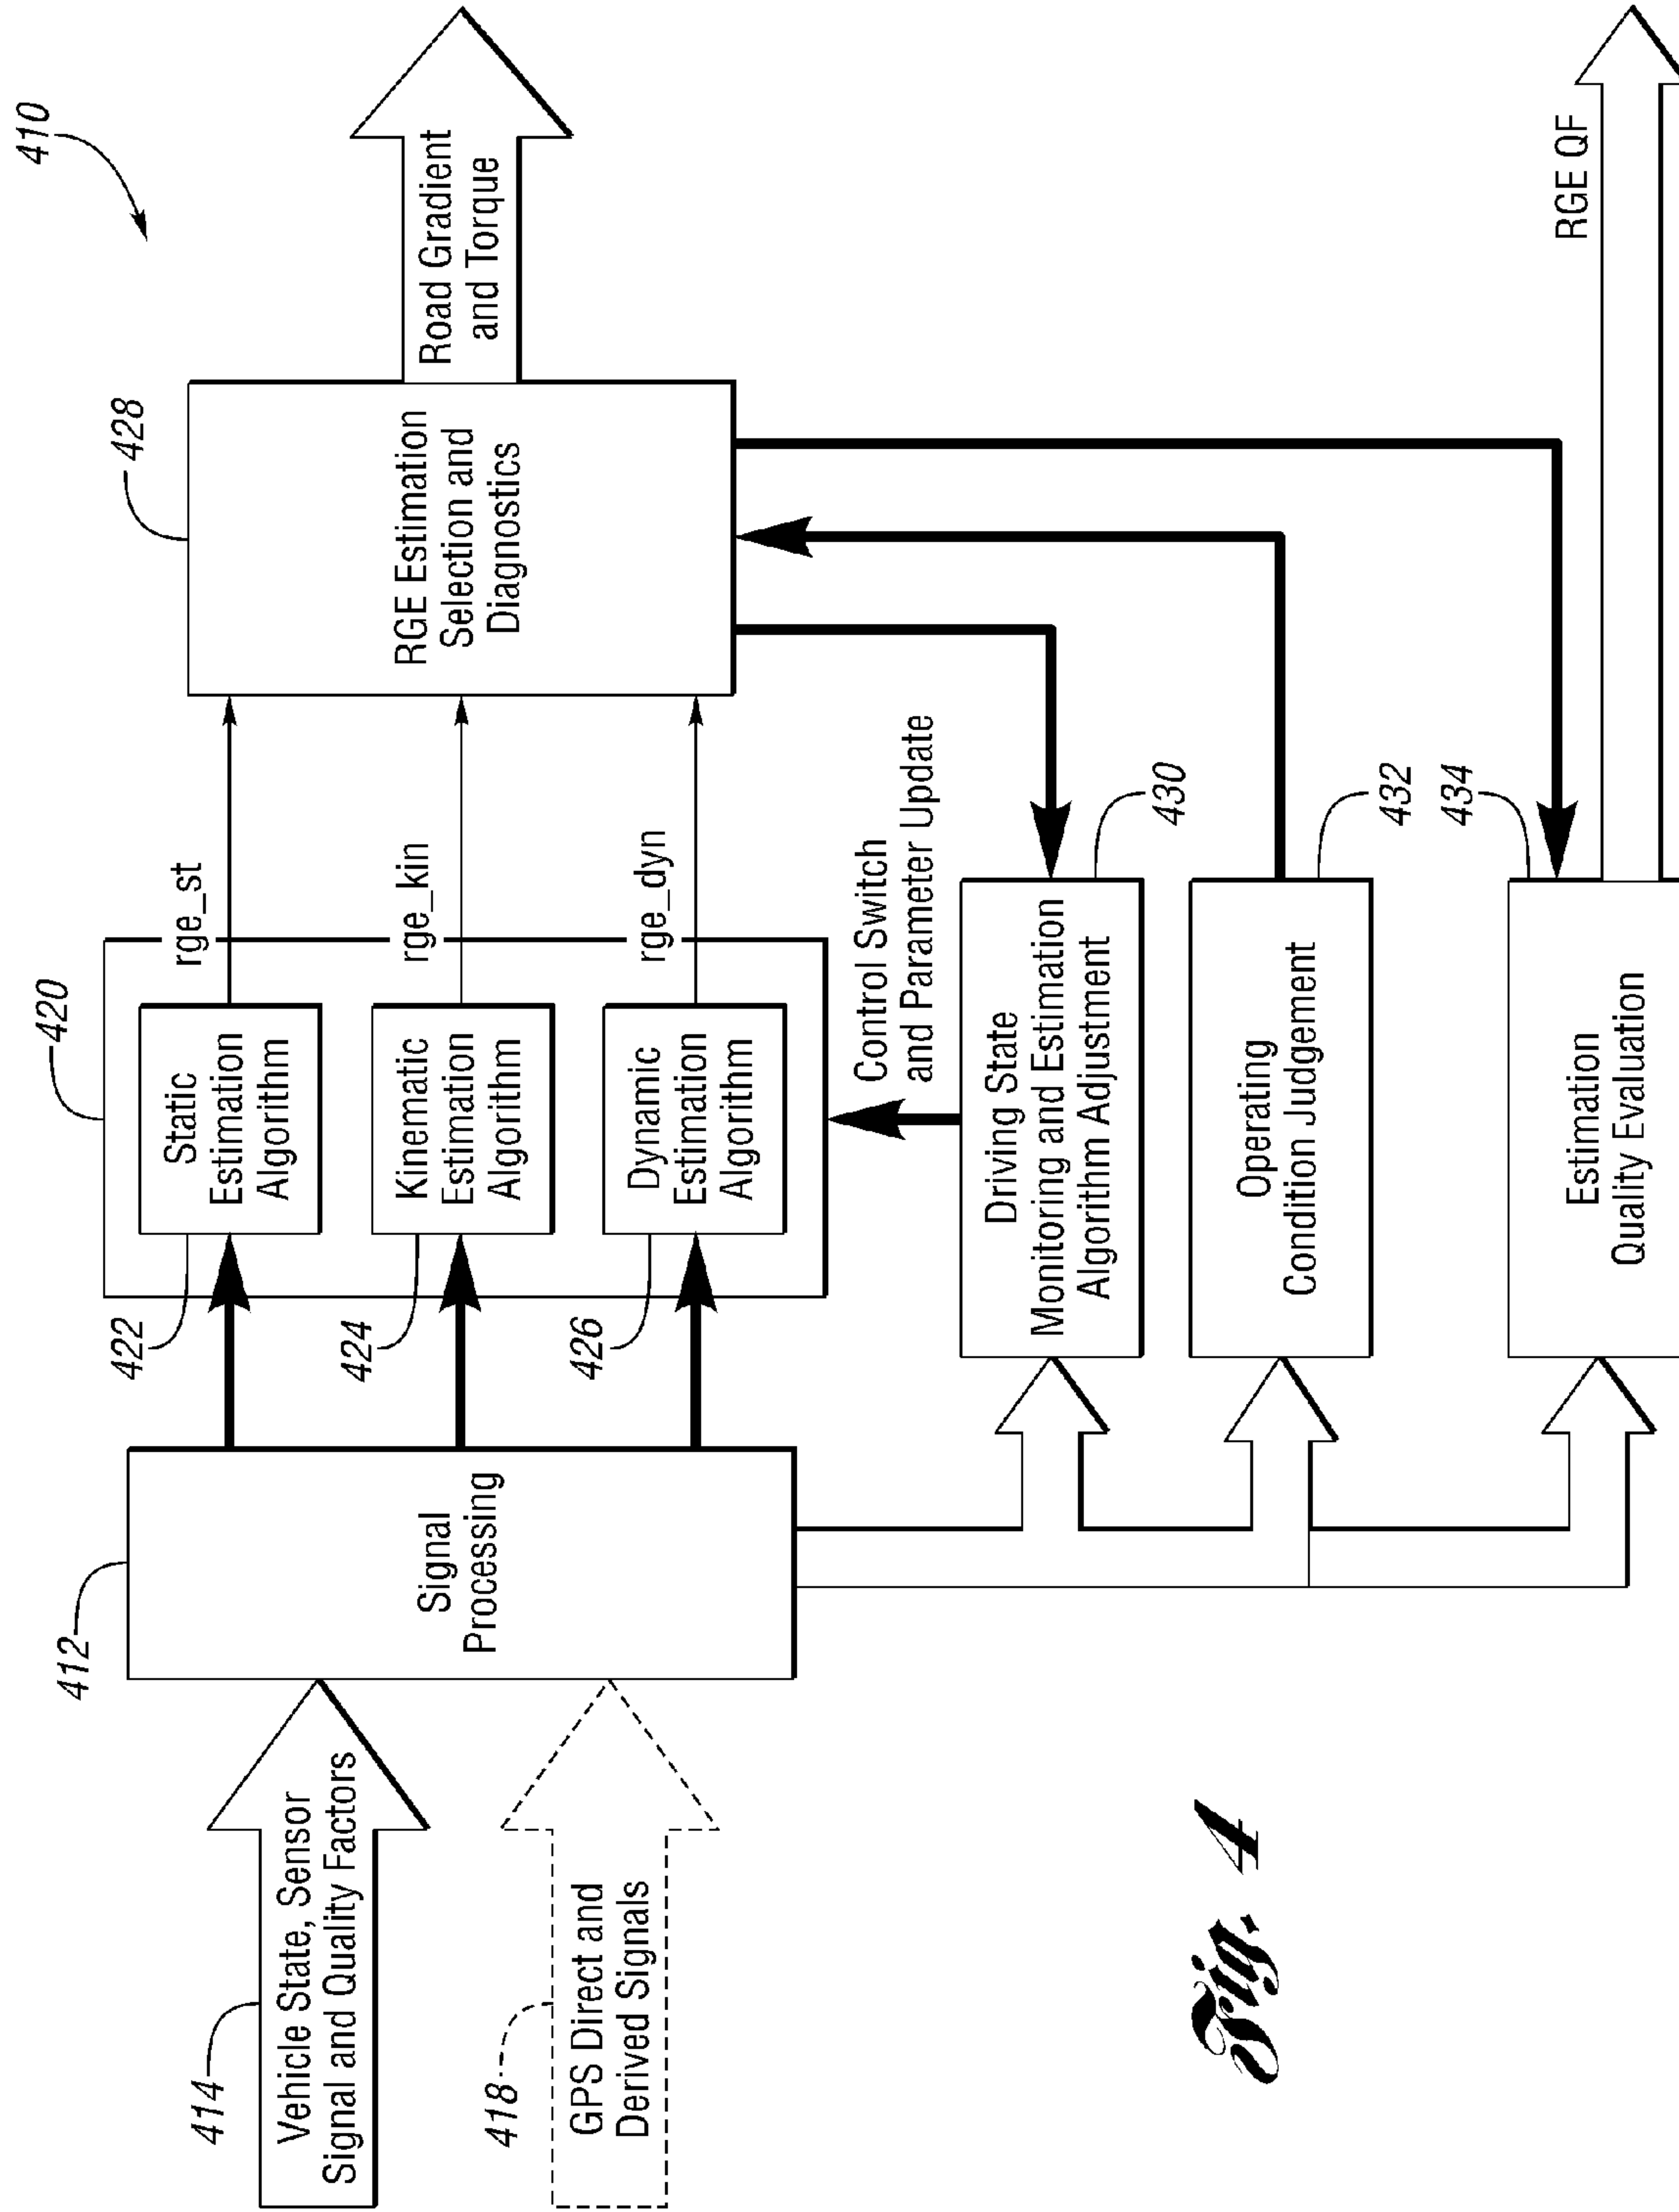 410
414
Vehicle State, Sensor
Signal and Quality Factors
418
GPS Direct and
Derived Signals
412
Signal
Processing
420
422
Static
Estimation
Algorithm
rge_st
424
Kinematic
Estimation
Algorithm
rge_kin
426
Dynamic
Estimation
Algorithm
rge_dyn
428
RGE Estimation
Selection and
Diagnostics
Road Gradient
and Torque
Control Switch
and Parameter Update
Driving State
Monitoring and Estimation
Algorithm Adjustment
430
Operating
Condition Judgement
432
434
Estimation
Quality Evaluation
RGE QF
Fig. 4